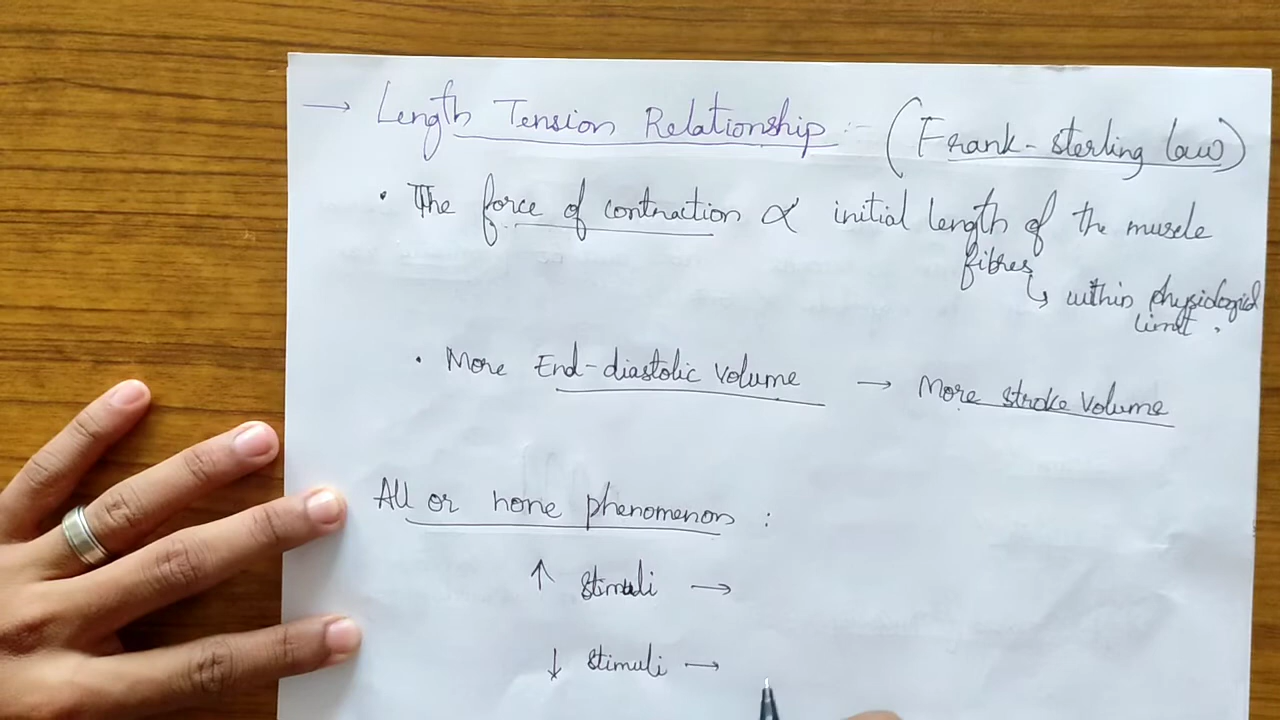 → Length Tension Relationship :- (Frank-sterling law)
• The force of contraction ∝ initial length of the muscle
fibres
↳ within physiological
limit.
• More End-diastolic volume → More stroke volume
All or none phenomenon :
↑ stimuli →
↓ stimuli →